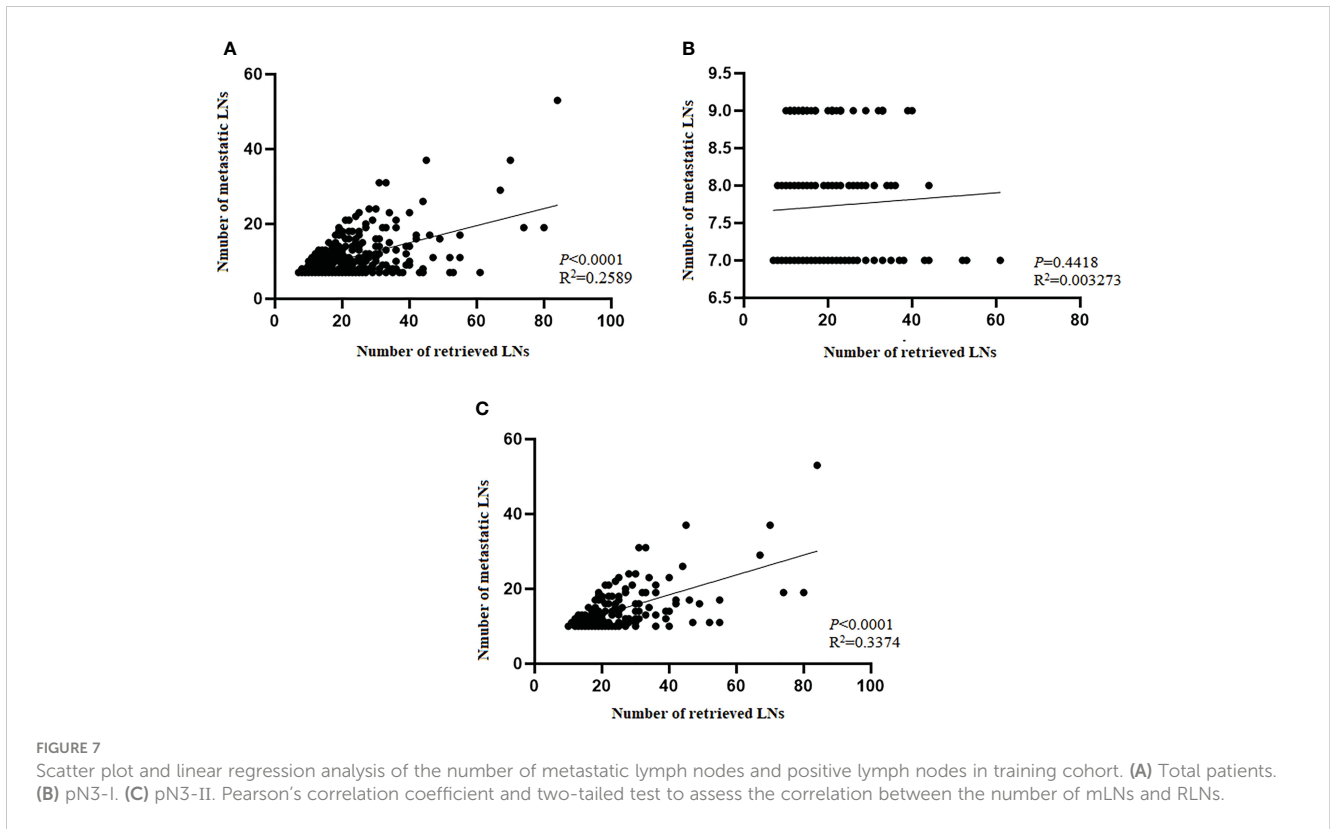 A
Nmuber of metastatic LNs
60
40
20
0
0 20 40 60 80 100
P<0.0001
R²=0.2589
Number of retrieved LNs
B
Nmuber of metastatic LNs
9.5
9.0
8.5
8.0
7.5
7.0
6.5
0 20 40 60 80
P=0.4418
R²=0.003273
Number of retrieved LNs
C
Nmuber of metastatic LNs
60
40
20
0
0 20 40 60 80 100
P<0.0001
R²=0.3374
Number of retrieved LNs
FIGURE 7
Scatter plot and linear regression analysis of the number of metastatic lymph nodes and positive lymph nodes in training cohort. (A) Total patients.
(B) pN3-I. (C) pN3-II. Pearson's correlation coefficient and two-tailed test to assess the correlation between the number of mLNs and RLNs.